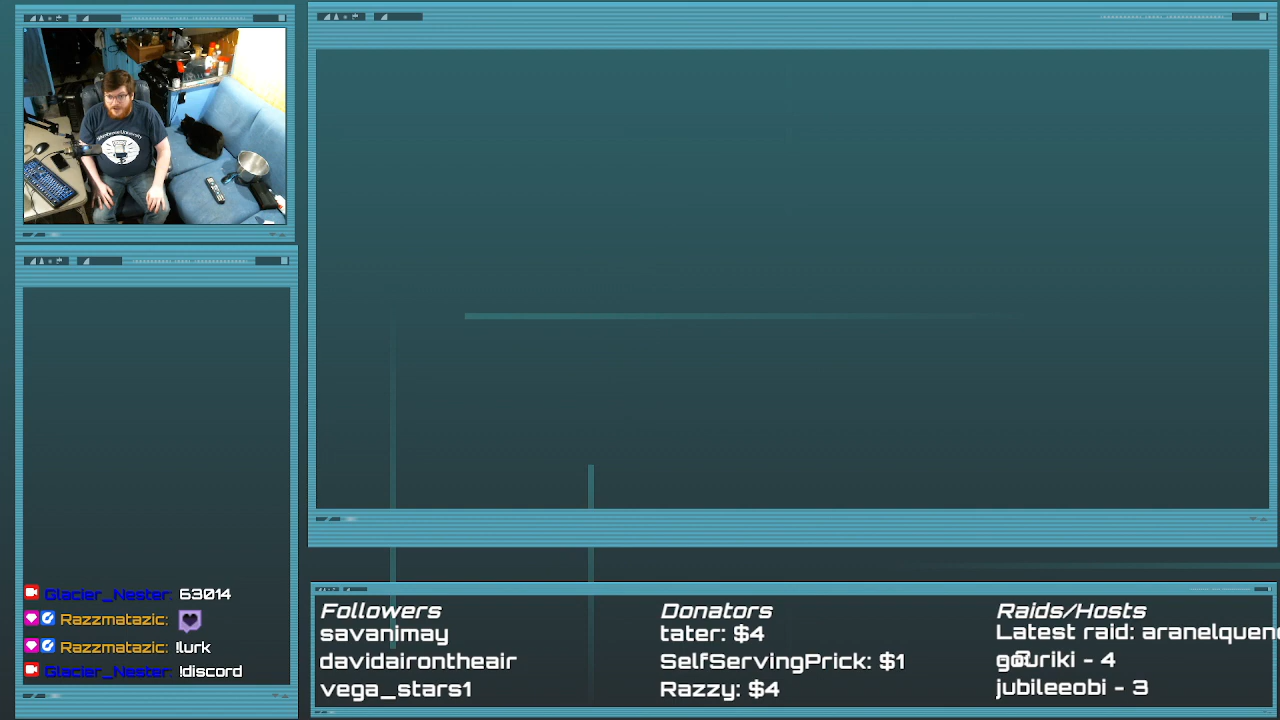 Glacier_Nester: 63014
Razzmatazic:
Razzmatazic: !lurk
Glacier_Nester: !discord
Followers
savanimay
davidairontheair
vega_stars1
Donators
tater: $4
SelfServingPrick: $1
Razzy: $4
Raids/Hosts
Latest raid: aranelquen
- 4
jubileeobi - 3